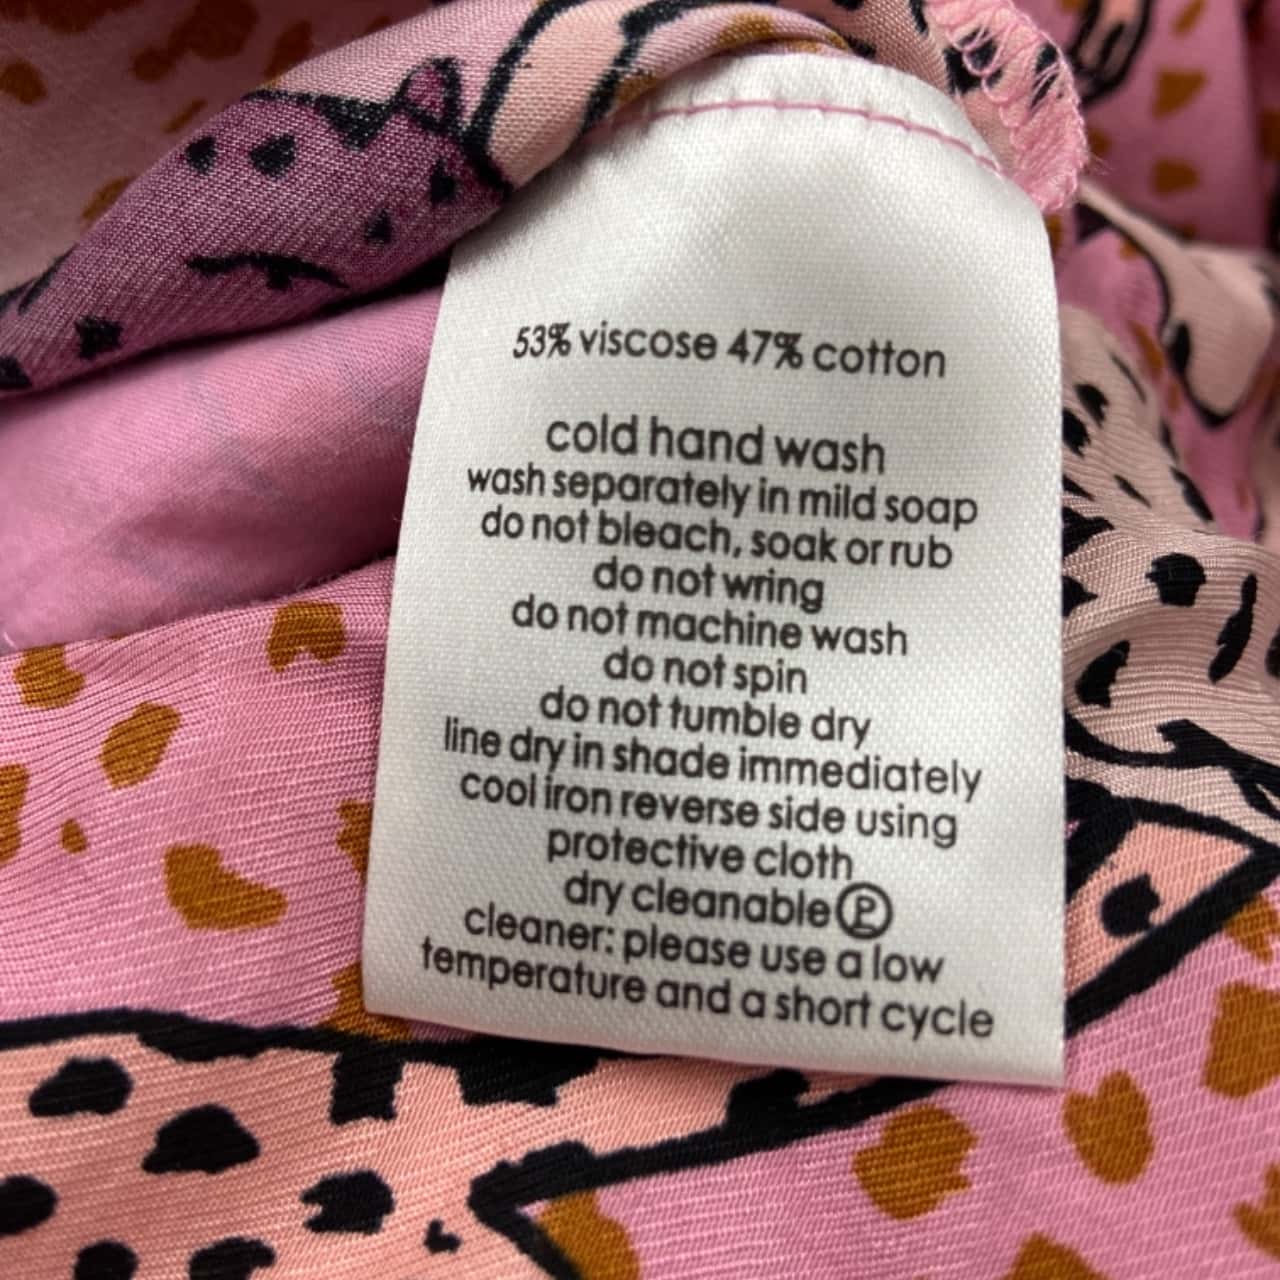 53% viscose 47% cotton
cold hand wash
wash separately in mild soap
do not bleach, soak or rub
do not wring
do not machine wash
do not spin
do not tumble dry
line dry in shade immediately
cool iron reverse side using
protective cloth
dry cleanable Ⓟ
cleaner: please use a low
temperature and a short cycle